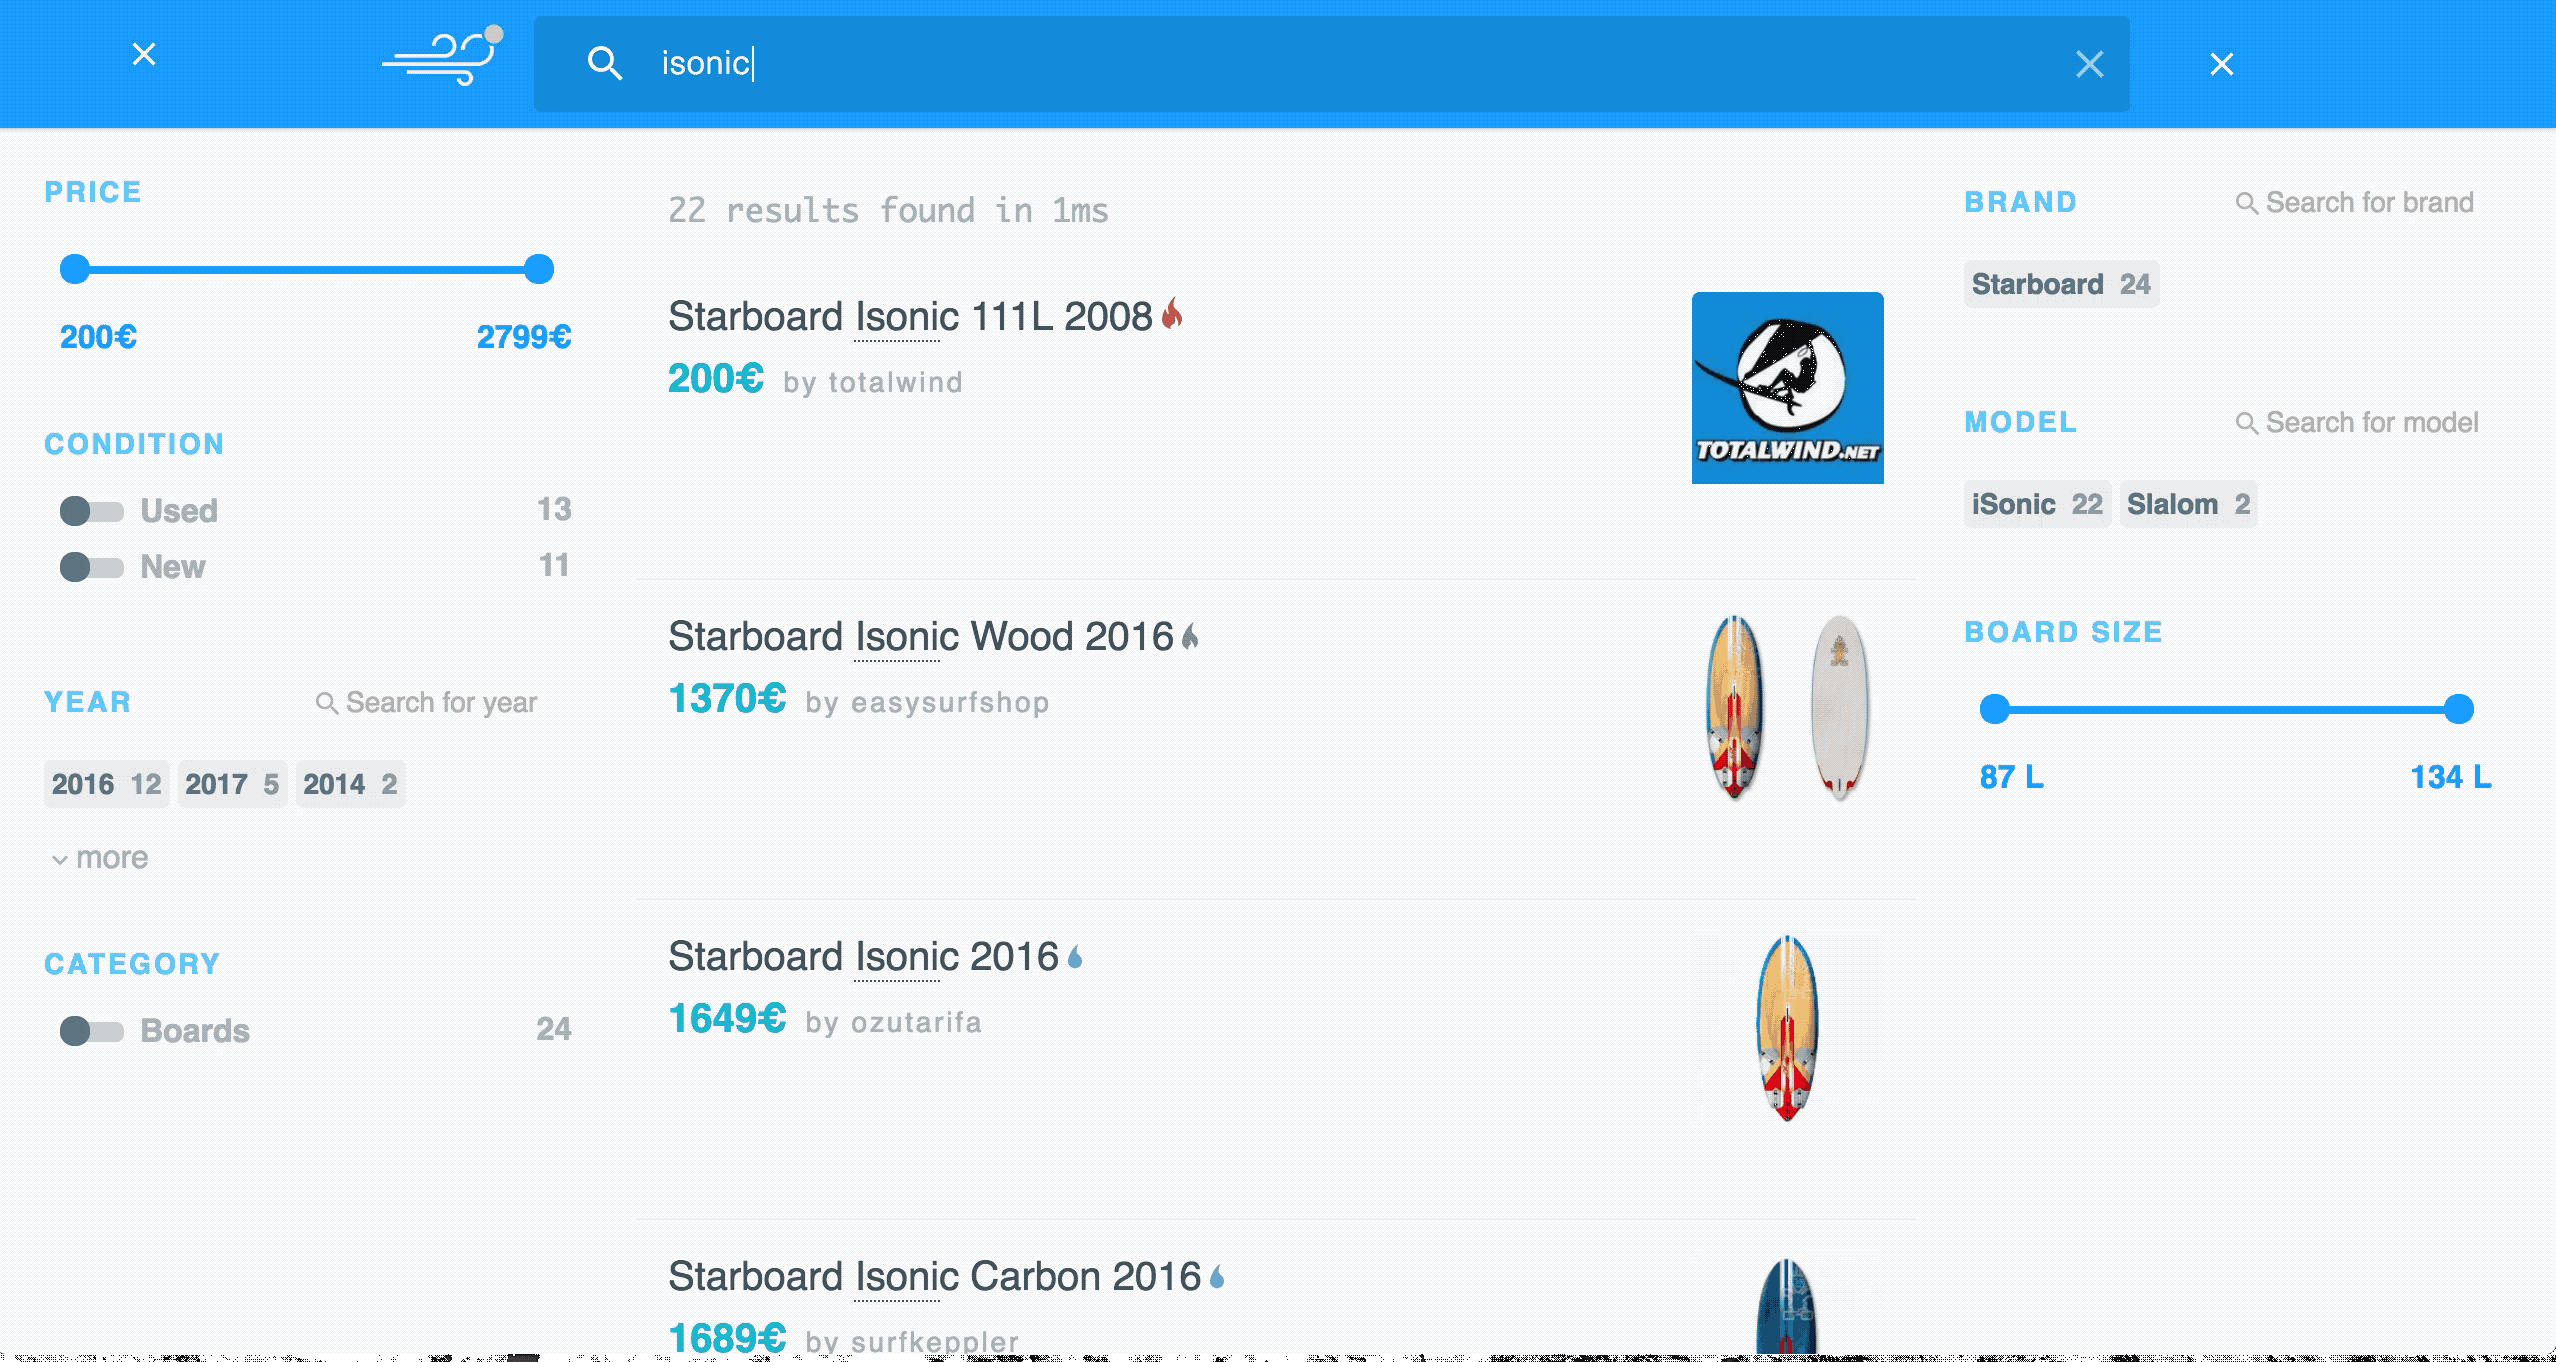 isonic
PRICE
200€ 2799€
CONDITION
Used 13
New 11
YEAR Search for year
2016 12 2017 5 2014 2
more
CATEGORY
Boards 24
22 results found in 1ms
Starboard Isonic 111L 2008
200€ by totalwind
TOTALWIND.NET
Starboard Isonic Wood 2016
1370€ by easysurfshop
Starboard Isonic 2016
1649€ by ozutarifa
Starboard Isonic Carbon 2016
1689€ by surfkeppler
BRAND Search for brand
Starboard 24
MODEL Search for model
iSonic 22 Slalom 2
BOARD SIZE
87 L 134 L